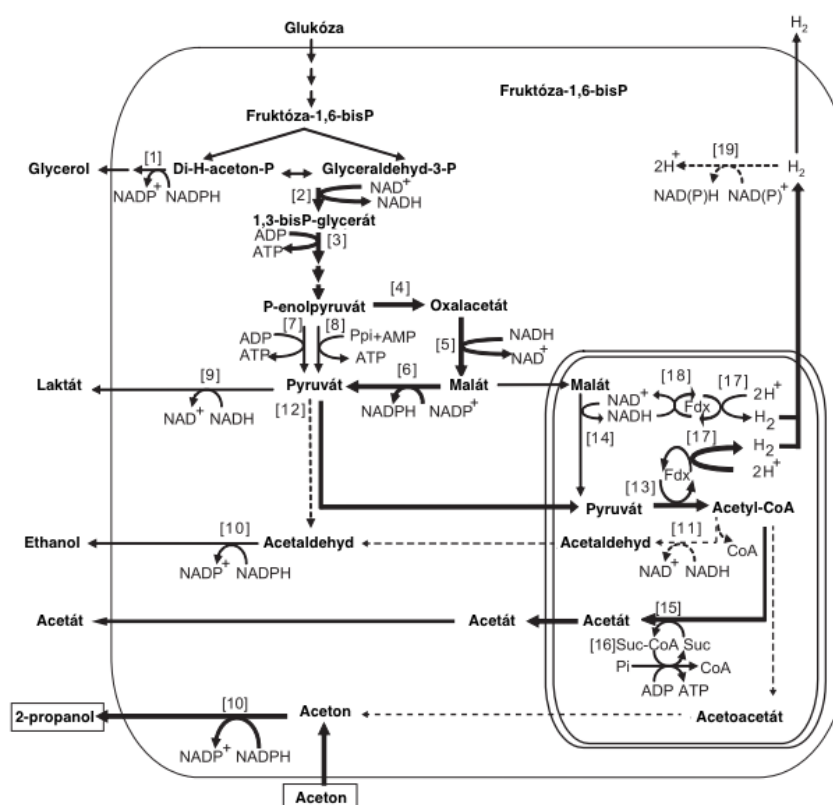 H2
Glukóza
Fruktóza-1,6-bisP
Fruktóza-1,6-bisP
[1]
Glycerol
Di-H-aceton-P
Glyceraldehyd-3-P
NADP+ NADPH
[2]
NAD+
NADH
[19]
2H+
H2
NAD(P)H NAD(P)+
1,3-bisP-glycerát
ADP
ATP
[3]
P-enolpyruvát
[4]
Oxalacetát
ADP
ATP
[7]
[8]
Ppi+AMP
ATP
[5]
NADH
NAD+
Laktát
[9]
NAD+ NADH
Pyruvát
[6]
NADPH NADP+
Malát
Malát
NAD+
NADH
[18]
Fdx
[17]
2H+
H2
[12]
[14]
[17]
H2
2H+
Fdx
[13]
Pyruvát
Acetyl-CoA
Ethanol
[10]
NADP+ NADPH
Acetaldehyd
Acetaldehyd
[11]
NAD+ NADH
CoA
Acetát
Acetát
Acetát
[15]
[16] Suc-CoA Suc
Pi
CoA
ADP ATP
2-propanol
[10]
NADP+ NADPH
Aceton
Acetoacetát
Aceton